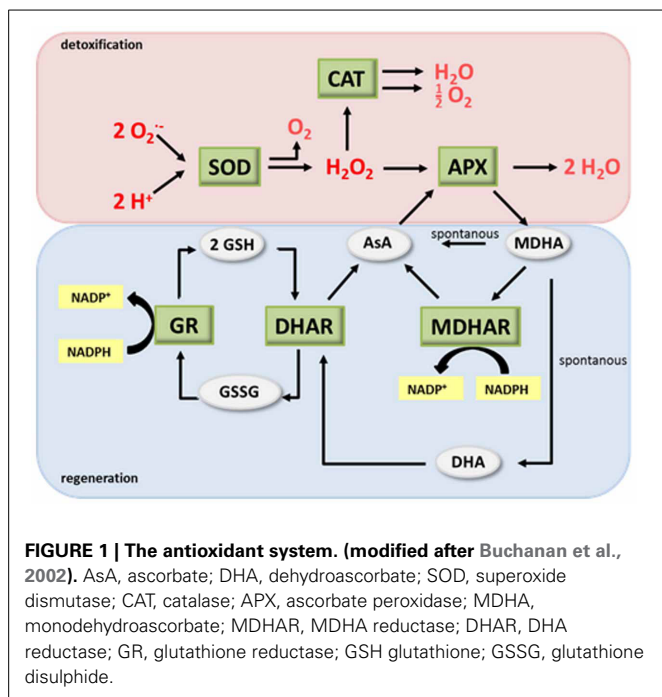 detoxification
CAT
H₂O
½ O₂
2 O₂·⁻
O₂
SOD
H₂O₂
APX
2 H₂O
2 H⁺
2 GSH
AsA
spontanous
MDHA
NADP⁺
GR
DHAR
MDHAR
NADPH
spontanous
GSSG
NADP⁺
NADPH
DHA
regeneration
FIGURE 1 | The antioxidant system. (modified after Buchanan et al.,
2002). AsA, ascorbate; DHA, dehydroascorbate; SOD, superoxide
dismutase; CAT, catalase; APX, ascorbate peroxidase; MDHA,
monodehydroascorbate; MDHAR, MDHA reductase; DHAR, DHA
reductase; GR, glutathione reductase; GSH glutathione; GSSG, glutathione
disulphide.